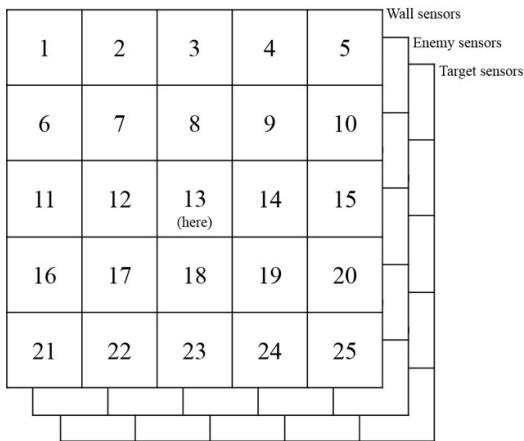 Wall sensors
Enemy sensors
Target sensors
1 2 3 4 5
6 7 8 9 10
11 12 13 14 15
(here)
16 17 18 19 20
21 22 23 24 25